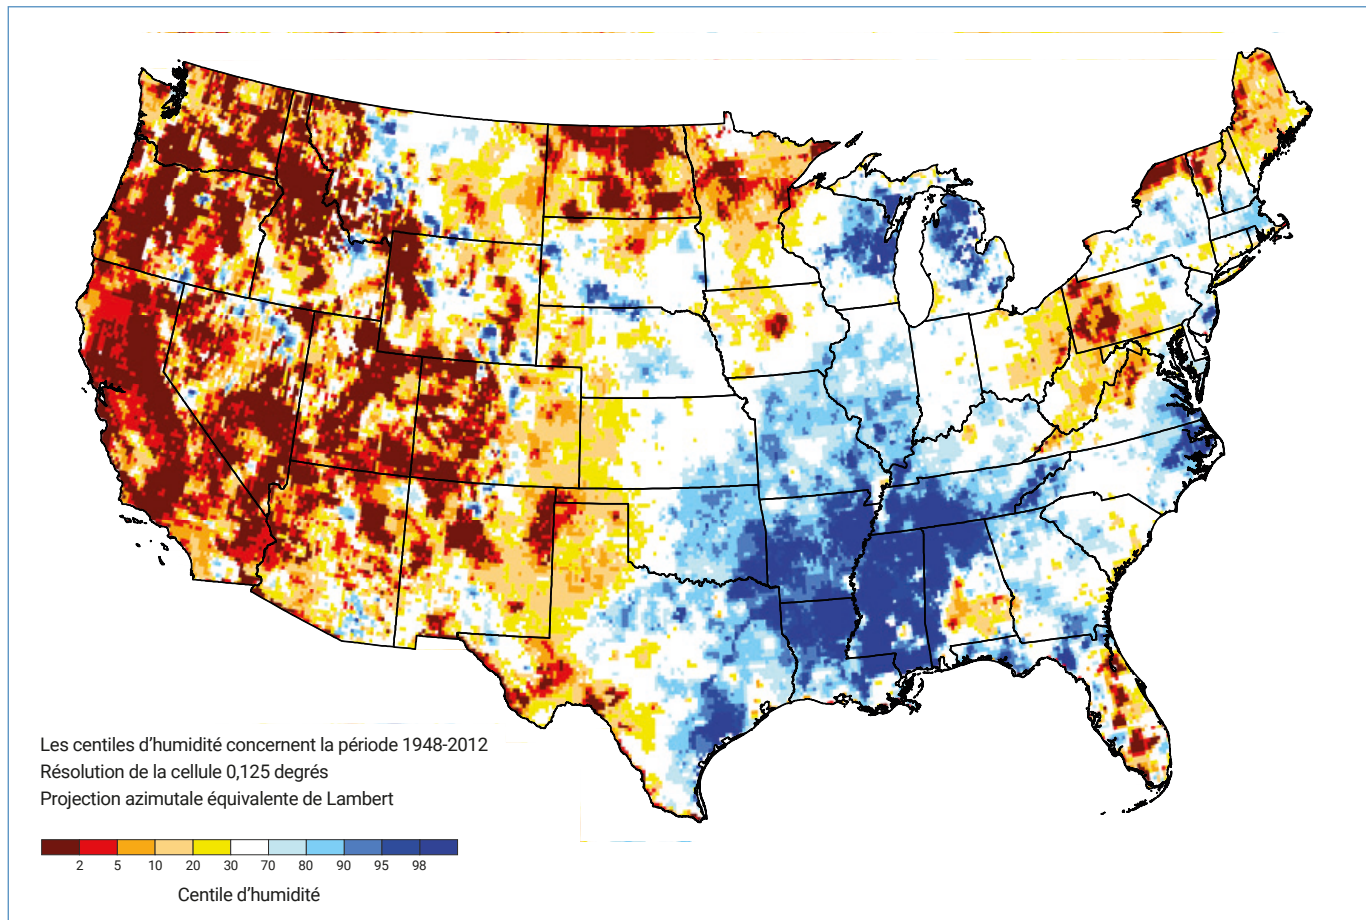 Les centiles d’humidité concernent la période 1948-2012
Résolution de la cellule 0,125 degrés
Projection azimutale équivalente de Lambert
2 5 10 20 30 70 80 90 95 98
Centile d’humidité